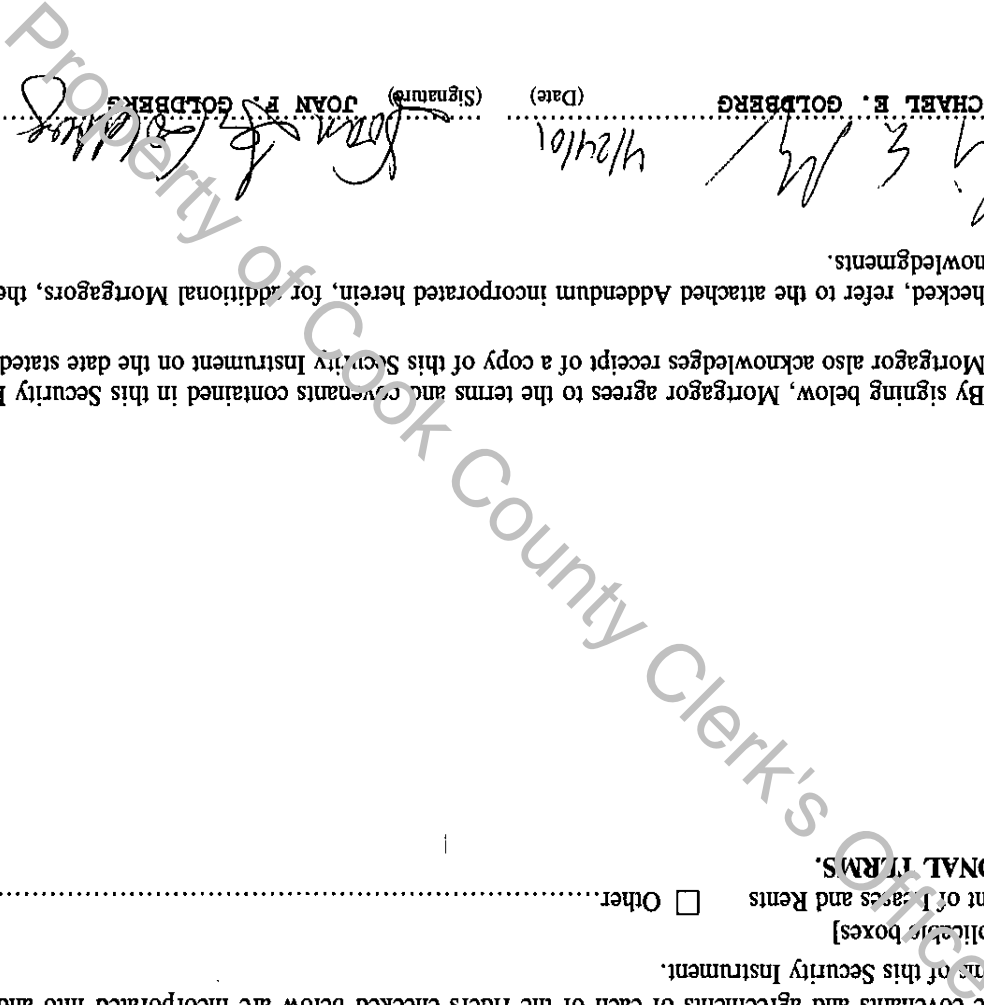 covenants and agreements of each of the riders checked below are incorporated into and
of this Security Instrument.
licable boxes]
nt of Leases and Rents ☐ Other
ONAL TERMS.
By signing below, Mortgagor agrees to the terms and covenants contained in this Security I
Mortgagor also acknowledges receipt of a copy of this Security Instrument on the date stated
hecked, refer to the attached Addendum incorporated herein, for additional Mortgagors, the
nowledgments.
4/24/01 Joan F Goldberg
CHAEL E. GOLDBERG (Date) (Signature) JOAN F. GOLDBERG
Property of Cook County Clerk's Office